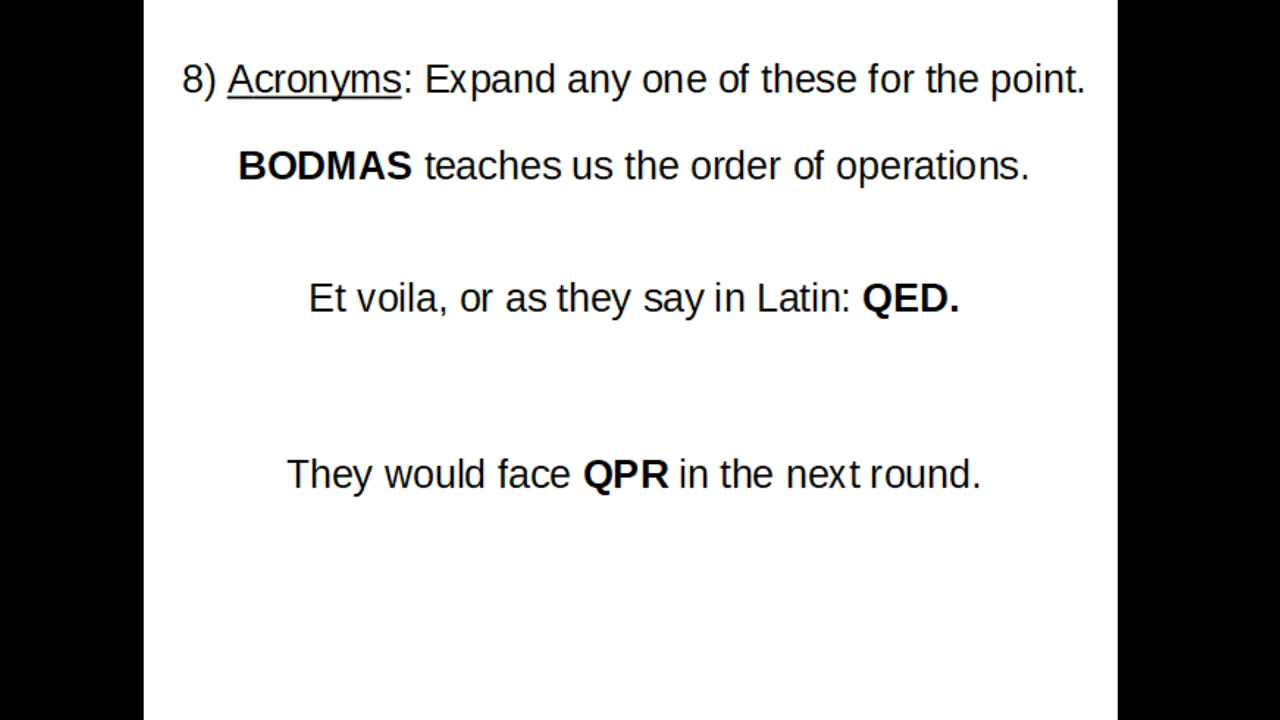 8) Acronyms: Expand any one of these for the point.
BODMAS teaches us the order of operations.
Et voila, or as they say in Latin: QED.
They would face QPR in the next round.